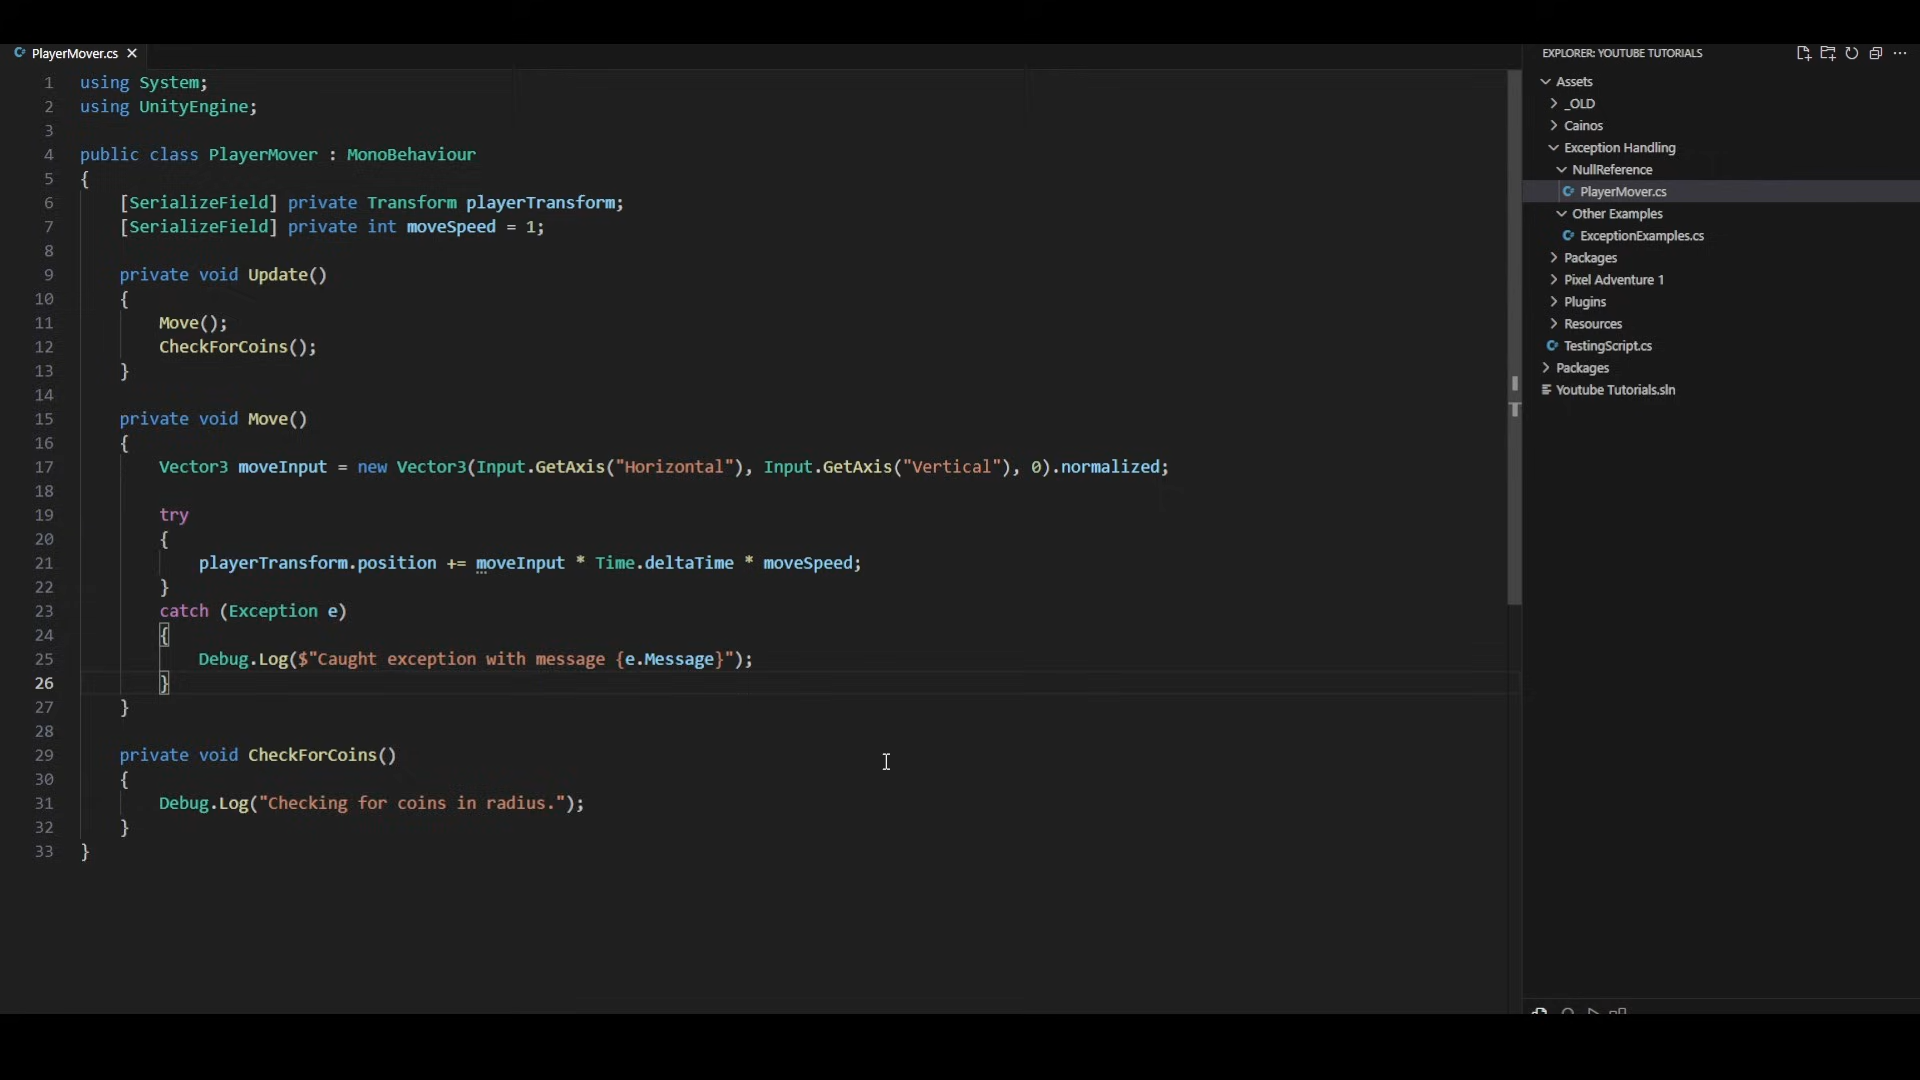 PlayerMover.cs
1 using System;
2 using UnityEngine;
3
4 public class PlayerMover : MonoBehaviour
5 {
6 [SerializeField] private Transform playerTransform;
7 [SerializeField] private int moveSpeed = 1;
8
9 private void Update()
10 {
11 Move();
12 CheckForCoins();
13 }
14
15 private void Move()
16 {
17 Vector3 moveInput = new Vector3(Input.GetAxis("Horizontal"), Input.GetAxis("Vertical"), 0).normalized;
18
19 try
20 {
21 playerTransform.position += moveInput * Time.deltaTime * moveSpeed;
22 }
23 catch (Exception e)
24 {
25 Debug.Log($"Caught exception with message {e.Message}");
26 }
27 }
28
29 private void CheckForCoins()
30 {
31 Debug.Log("Checking for coins in radius.");
32 }
33 }
EXPLORER: YOUTUBE TUTORIALS
Assets
_OLD
Cainos
Exception Handling
NullReference
PlayerMover.cs
Other Examples
ExceptionExamples.cs
Packages
Pixel Adventure 1
Plugins
Resources
TestingScript.cs
Packages
Youtube Tutorials.sln